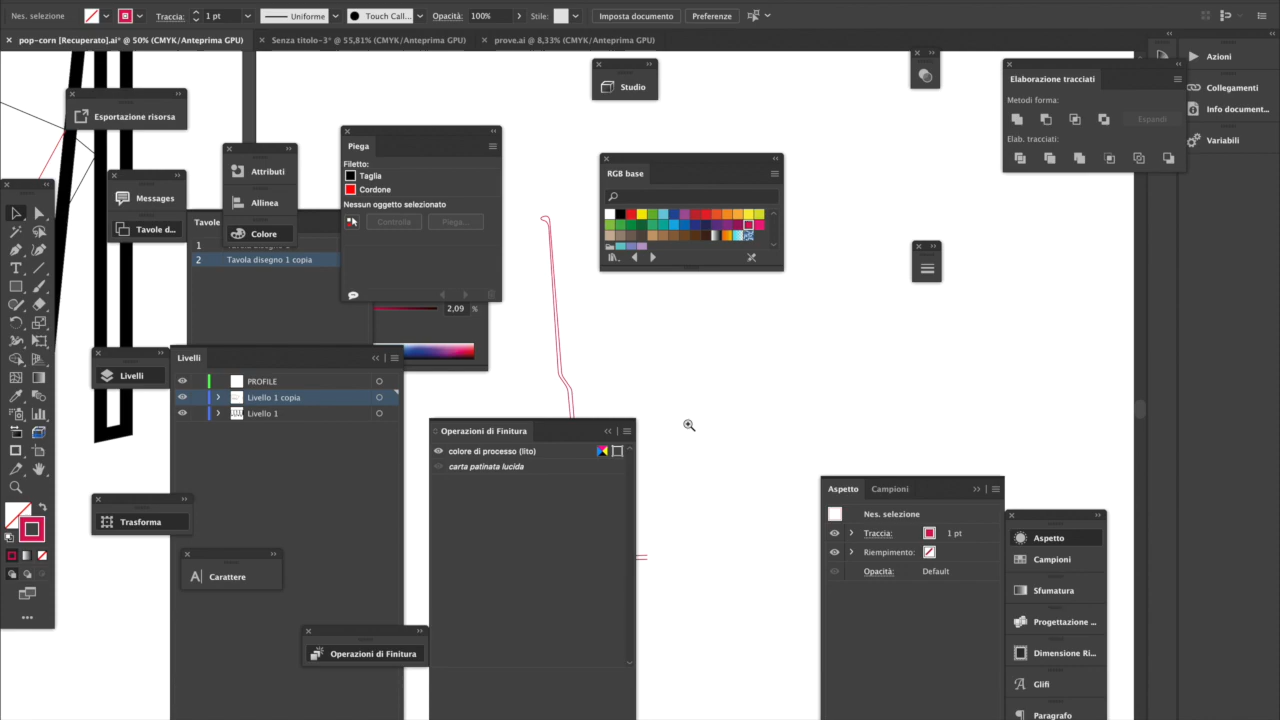 Nes. selezione
Traccia:
1 pt
Uniforme
Touch Call...
Opacità:
100%
Stile:
Imposta documento
Preferenze
pop-corn [Recuperato].ai* @ 50% (CMYK/Anteprima GPU)
Senza titolo-3* @ 55,81% (CMYK/Anteprima GPU)
prove.ai @ 8,33% (CMYK/Anteprima GPU)
Esportazione risorsa
Messages
Tavole d...
Attributi
Allinea
Colore
Tavole
1
2 Tavola disegno 1 copia
Piega
Filetto:
Taglia
Cordone
Nessun oggetto selezionato
Controlla
Piega...
2,09 %
Studio
RGB base
Elaborazione tracciati
Metodi forma:
Espandi
Elab. tracciati:
Azioni
Collegamenti
Info document...
Variabili
Livelli
Livelli
PROFILE
Livello 1 copia
Livello 1
Trasforma
A| Carattere
Operazioni di Finitura
Operazioni di Finitura
colore di processo (lito)
carta patinata lucida
Aspetto
Campioni
Nes. selezione
Traccia:
1 pt
Riempimento:
Opacità:
Default
Aspetto
Campioni
Sfumatura
Progettazione ...
Dimensione Ri...
Glifi
Paragrafo